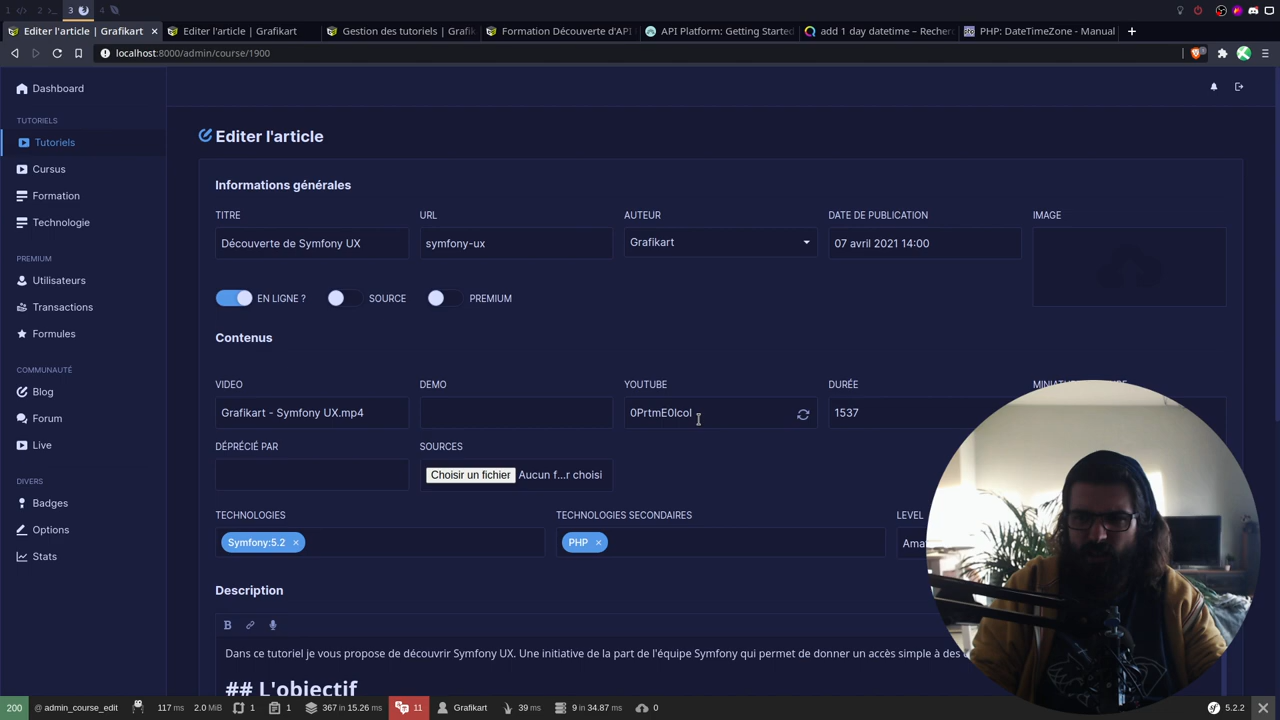 1
2
3
4
Editer l'article | Grafikart
Editer l'article | Grafikart
Gestion des tutoriels | Grafik
Formation Découverte d'API
API Platform: Getting Started
add 1 day datetime – Recher
PHP: DateTimeZone - Manual
localhost:8000/admin/course/1900
Dashboard
TUTORIELS
Tutoriels
Cursus
Formation
Technologie
PREMIUM
Utilisateurs
Transactions
Formules
COMMUNAUTÉ
Blog
Forum
Live
DIVERS
Badges
Options
Stats
Editer l'article
Informations générales
TITRE
URL
AUTEUR
DATE DE PUBLICATION
IMAGE
Découverte de Symfony UX
symfony-ux
Grafikart
07 avril 2021 14:00
EN LIGNE ?
SOURCE
PREMIUM
Contenus
VIDEO
DEMO
YOUTUBE
DURÉE
Grafikart - Symfony UX.mp4
0PrtmE0lcoI
1537
DÉPRÉCIÉ PAR
SOURCES
Choisir un fichier Aucun f...r choisi
TECHNOLOGIES
TECHNOLOGIES SECONDAIRES
LEVEL
Symfony:5.2 ×
PHP ×
Ama
Description
B
Dans ce tutoriel je vous propose de découvrir Symfony UX. Une initiative de la part de l'équipe Symfony qui permet de donner un accès simple à des
## L'objectif
200 @ admin_course_edit 117 ms 2.0 MiB 1 1 367 in 15.26 ms 11 Grafikart 39 ms 9 in 34.87 ms 0 5.2.2